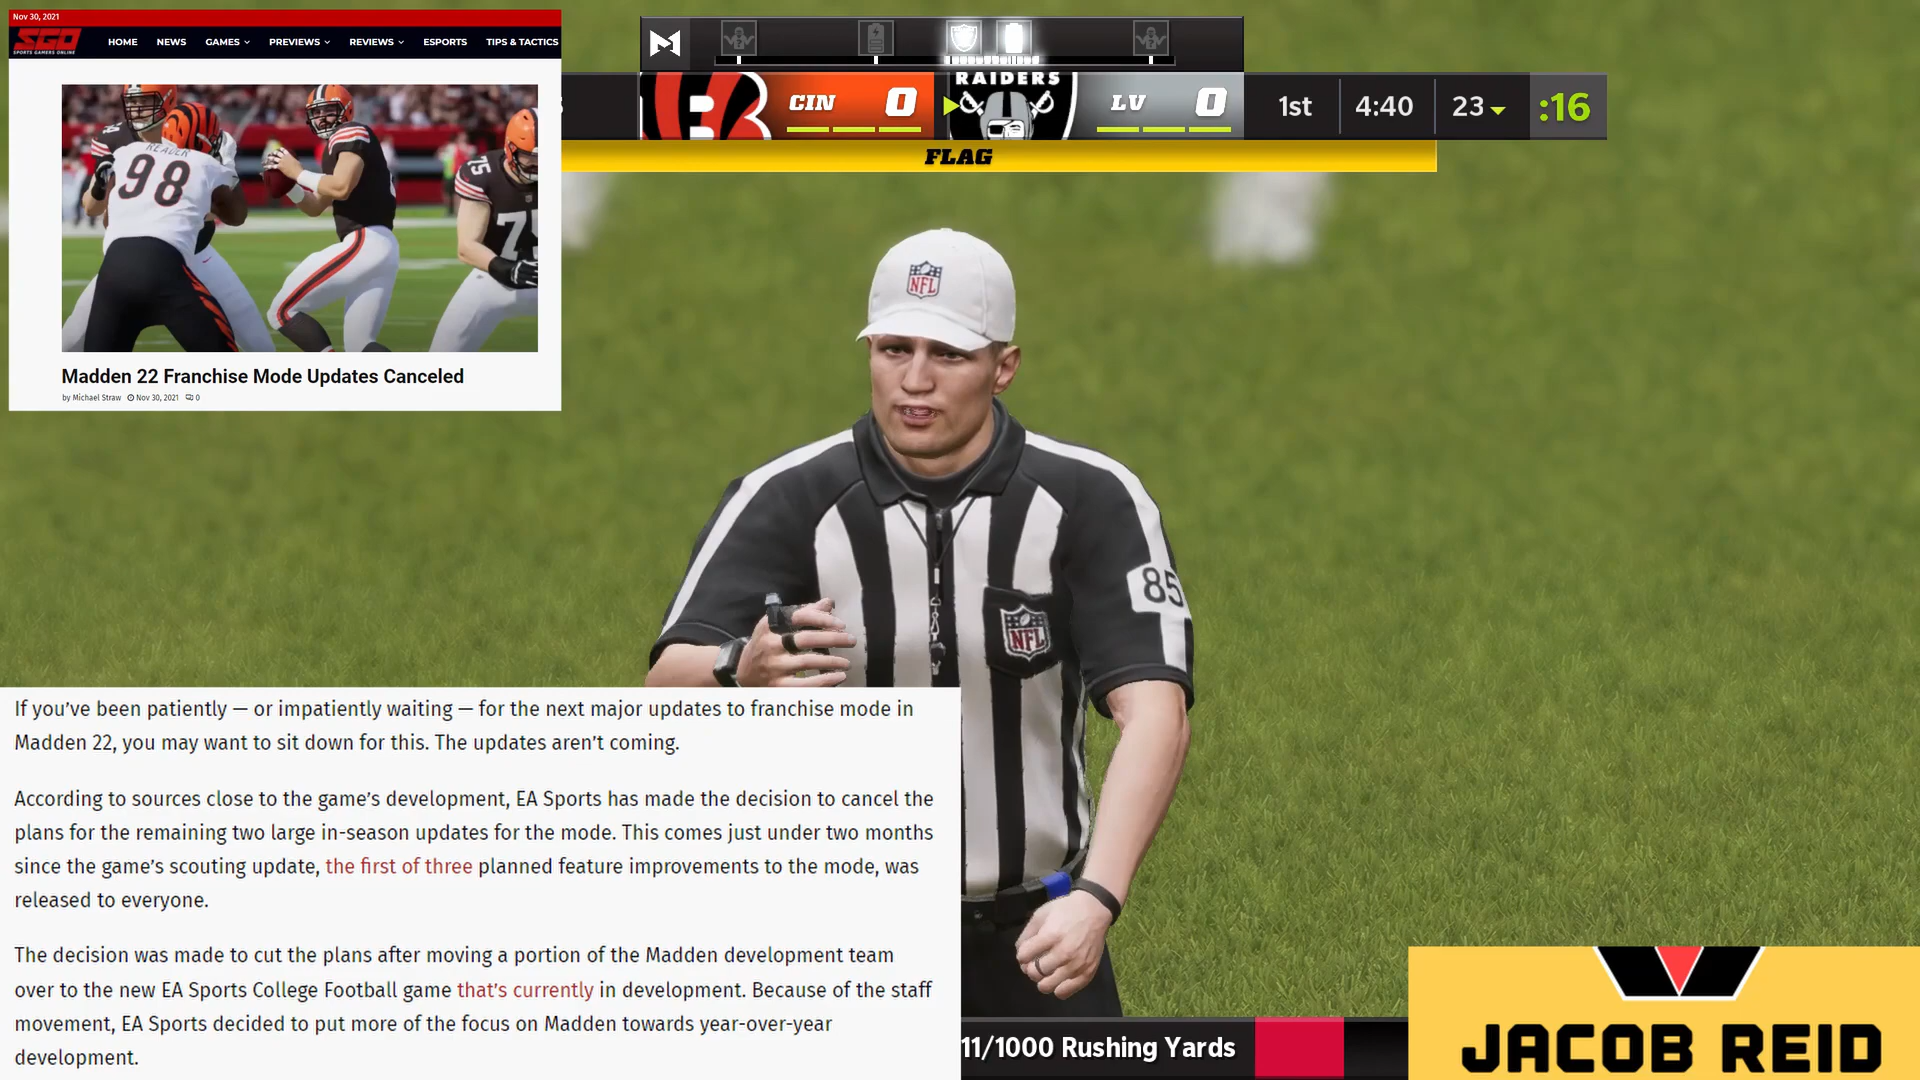 Nov 30, 2021
SGO
SPORTS GAMERS ONLINE
HOME NEWS GAMES PREVIEWS REVIEWS ESPORTS TIPS & TACTICS
READER
98
75
Madden 22 Franchise Mode Updates Canceled
by Michael Straw Nov 30, 2021 0
RAIDERS
CIN 0 LV 0 1st 4:40 23 :16
FLAG
NFL
85
NFL
If you’ve been patiently — or impatiently waiting — for the next major updates to franchise mode in
Madden 22, you may want to sit down for this. The updates aren’t coming.
According to sources close to the game’s development, EA Sports has made the decision to cancel the
plans for the remaining two large in-season updates for the mode. This comes just under two months
since the game’s scouting update, the first of three planned feature improvements to the mode, was
released to everyone.
The decision was made to cut the plans after moving a portion of the Madden development team
over to the new EA Sports College Football game that’s currently in development. Because of the staff
movement, EA Sports decided to put more of the focus on Madden towards year-over-year
development.
11/1000 Rushing Yards
JACOB REID